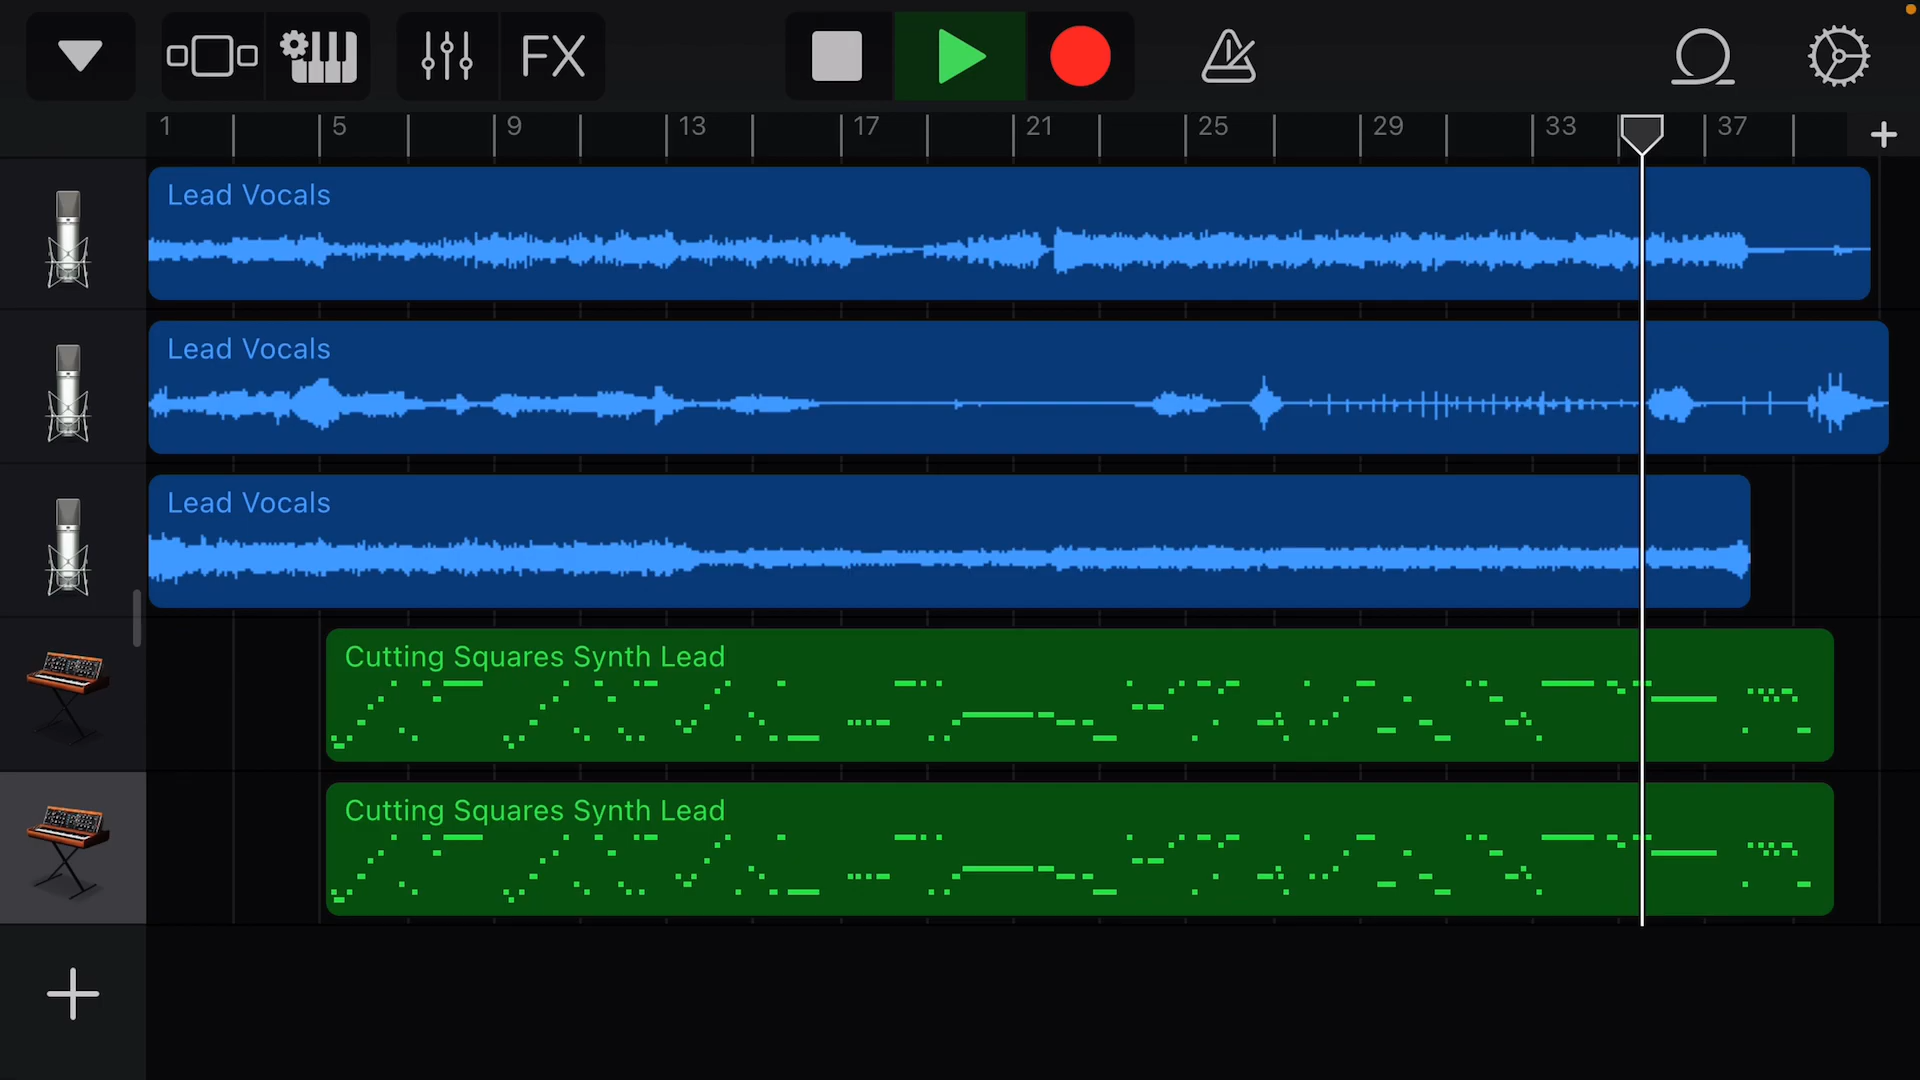 FX
1 5 9 13 17 21 25 29 33 37
Lead Vocals
Lead Vocals
Lead Vocals
Cutting Squares Synth Lead
Cutting Squares Synth Lead